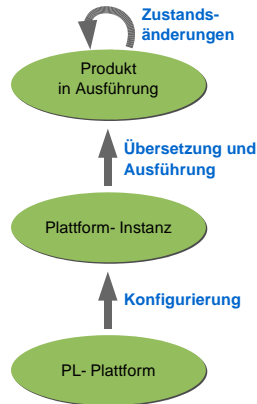 Zustands-
änderungen
Produkt
in Ausführung
Übersetzung und
Ausführung
Plattform- Instanz
Konfigurierung
PL- Plattform